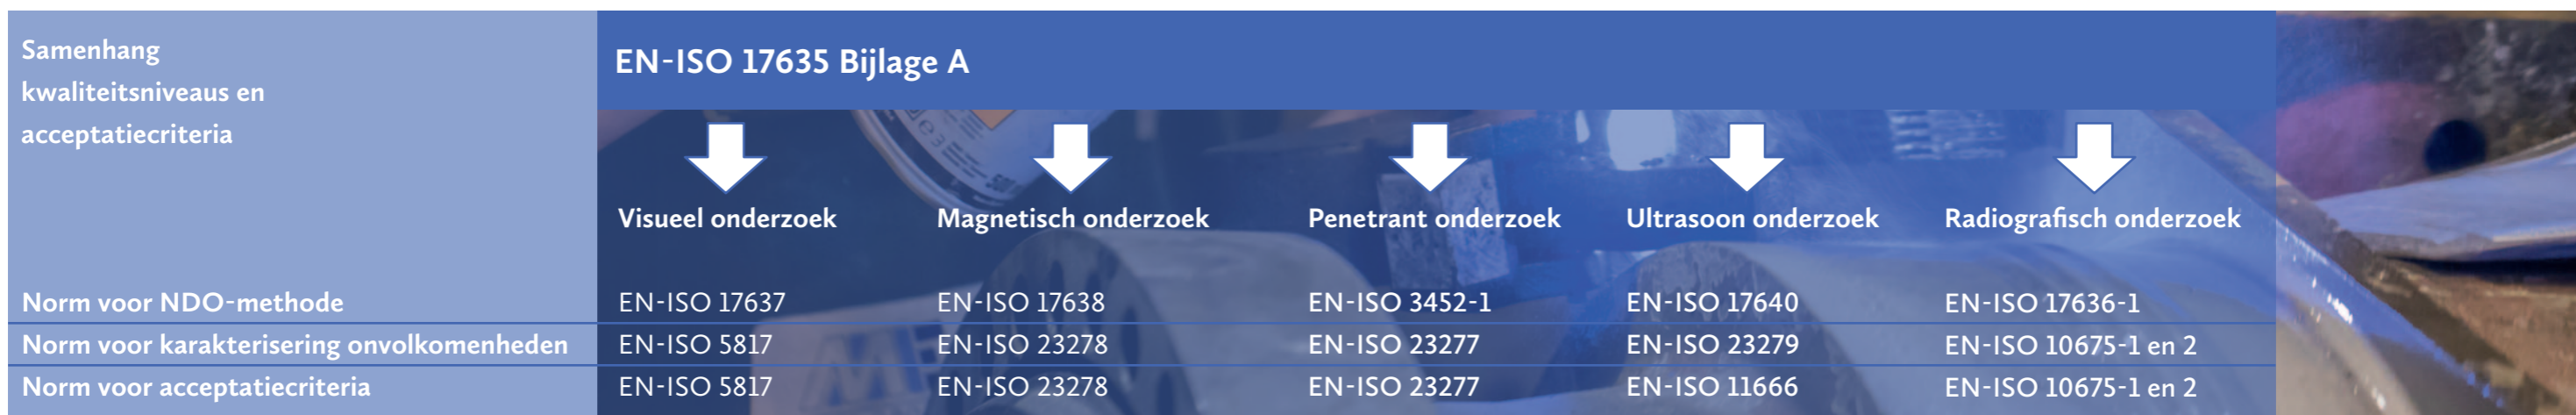 Samenhang
kwaliteitsniveaus en
acceptatiecriteria
EN-ISO 17635 Bijlage A
Visueel onderzoek Magnetisch onderzoek Penetrant onderzoek Ultrasoon onderzoek Radiografisch onderzoek
Norm voor NDO-methode EN-ISO 17637 EN-ISO 17638 EN-ISO 3452-1 EN-ISO 17640 EN-ISO 17636-1
Norm voor karakterisering onvolkomenheden EN-ISO 5817 EN-ISO 23278 EN-ISO 23277 EN-ISO 23279 EN-ISO 10675-1 en 2
Norm voor acceptatiecriteria EN-ISO 5817 EN-ISO 23278 EN-ISO 23277 EN-ISO 11666 EN-ISO 10675-1 en 2